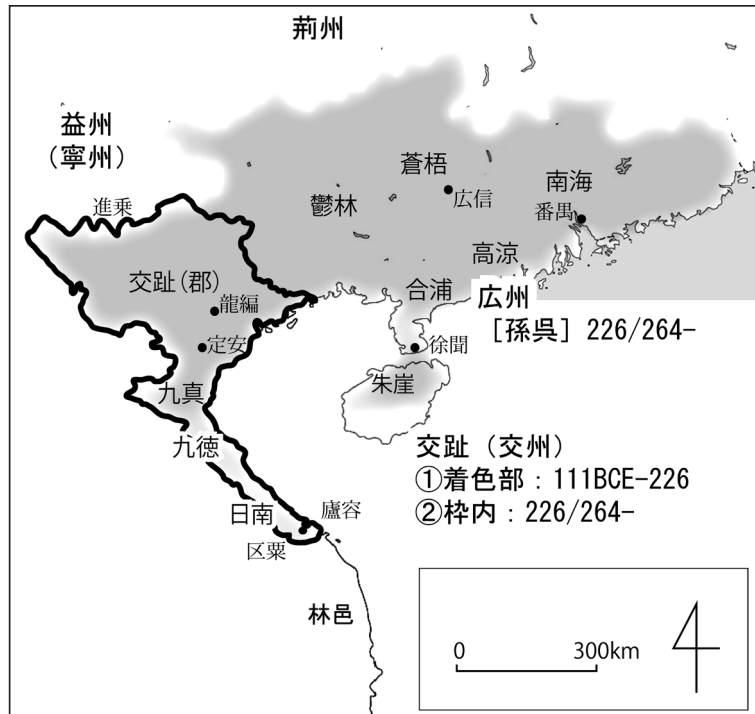 荆州
益州
（寧州）
蒼梧
広信
南海
番禺
鬱林
進乗
高涼
交趾（郡）
合浦
広州
［孫呉］226/264-
龍編
定安
徐聞
朱崖
九真
九徳
交趾（交州）
①着色部：111BCE-226
②枠内：226/264-
日南
廬容
区粟
林邑
0 300km